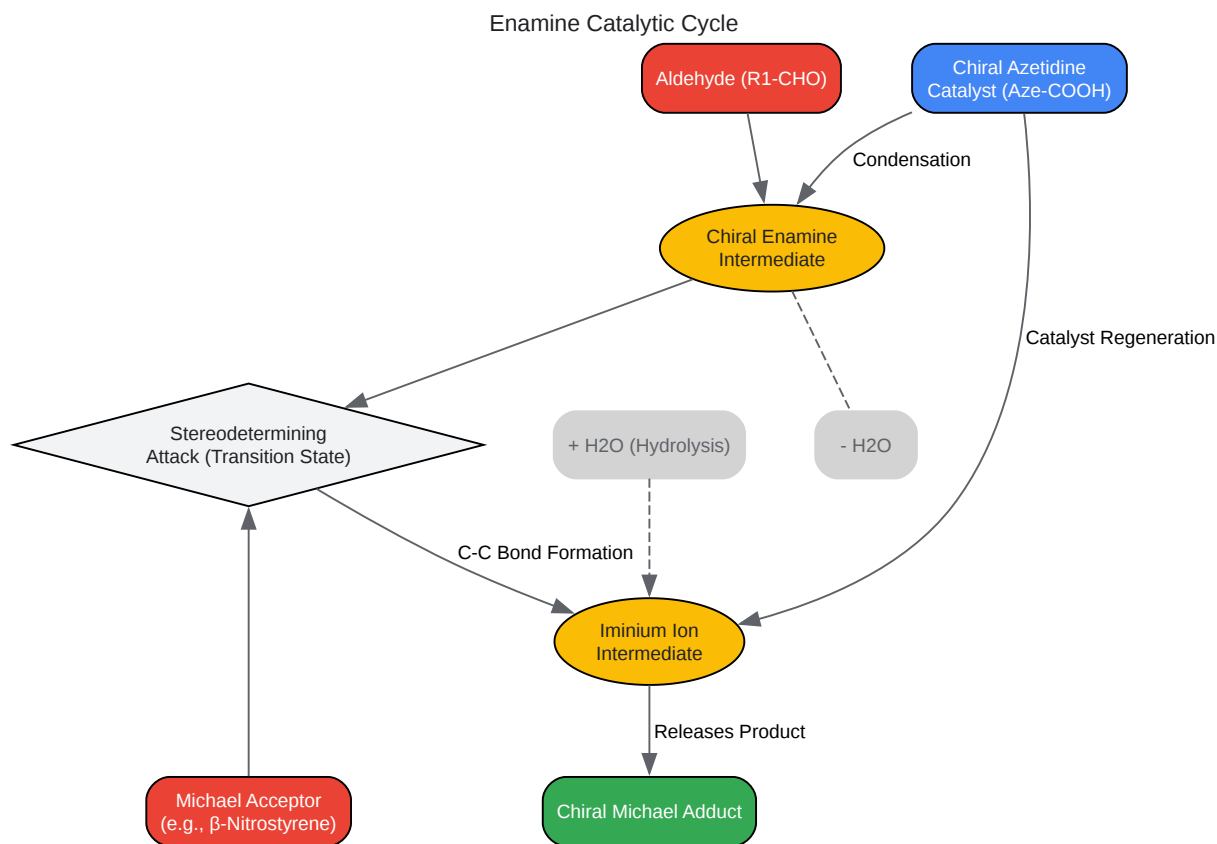 Enamine Catalytic Cycle
Aldehyde (R1-CHO)
Chiral Azetidine
Catalyst (Aze-COOH)
Condensation
Chiral Enamine
Intermediate
Catalyst Regeneration
Stereodetermining
Attack (Transition State)
+ H2O (Hydrolysis)
- H2O
C-C Bond Formation
Iminium Ion
Intermediate
Releases Product
Michael Acceptor
(e.g., β-Nitrostyrene)
Chiral Michael Adduct